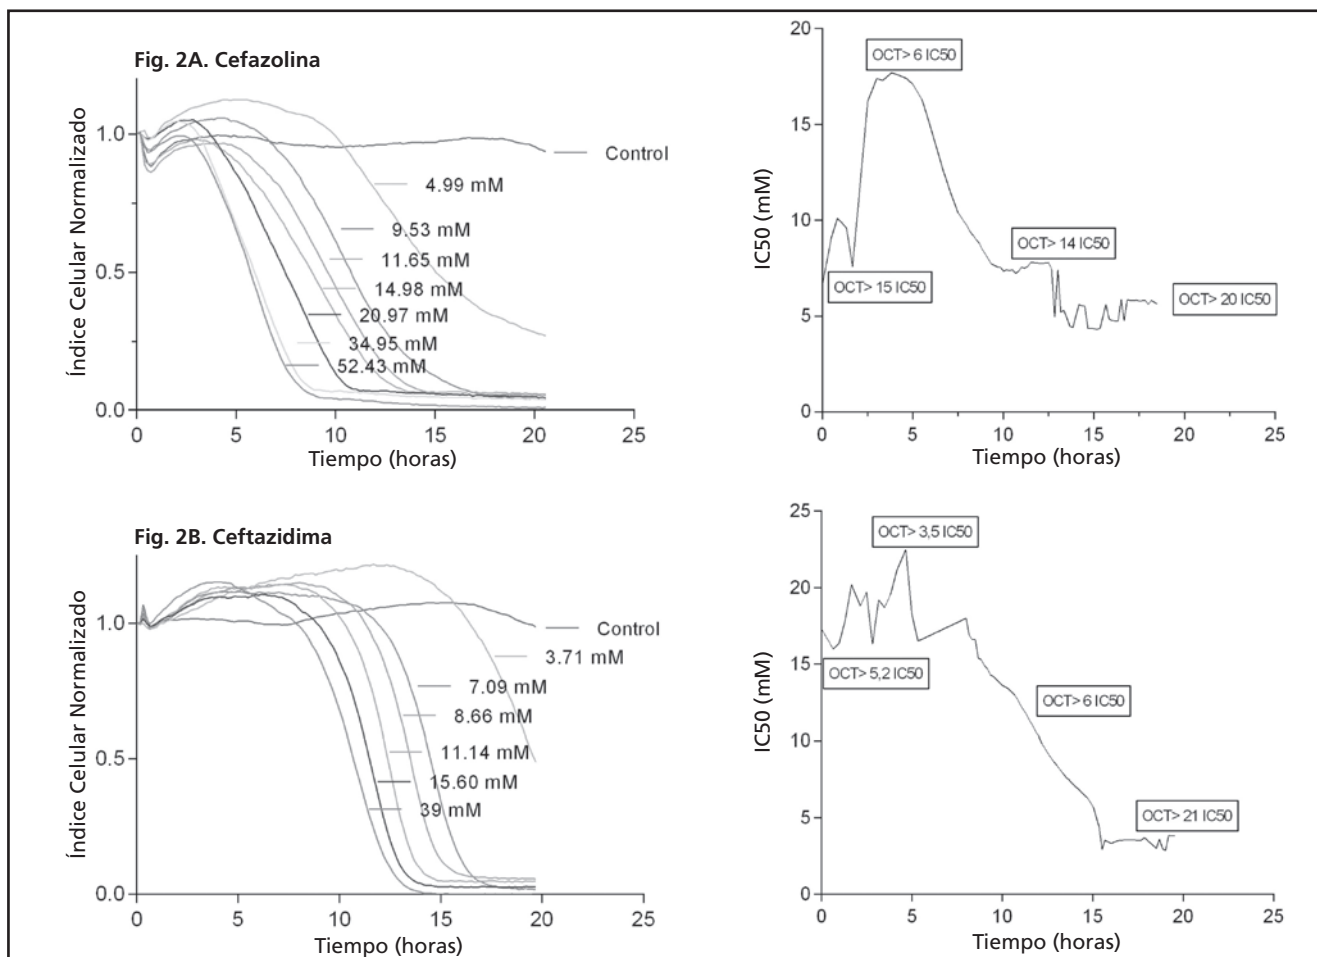 Fig. 2A. Cefazolina
Índice Celular Normalizado
1.0
0.5
0.0
0
5
10
15
20
25
Tiempo (horas)
Control
4.99 mM
9.53 mM
11.65 mM
14.98 mM
20.97 mM
34.95 mM
52.43 mM
IC50 (mM)
20
15
10
5
0
0
5
10
15
20
25
Tiempo (horas)
OCT> 6 IC50
OCT> 15 IC50
OCT> 14 IC50
OCT> 20 IC50
Fig. 2B. Ceftazidima
Índice Celular Normalizado
1.0
0.5
0.0
0
5
10
15
20
25
Tiempo (horas)
Control
3.71 mM
7.09 mM
8.66 mM
11.14 mM
15.60 mM
39 mM
IC50 (mM)
25
20
15
10
5
0
0
5
10
15
20
25
Tiempo (horas)
OCT> 3,5 IC50
OCT> 5,2 IC50
OCT> 6 IC50
OCT> 21 IC50